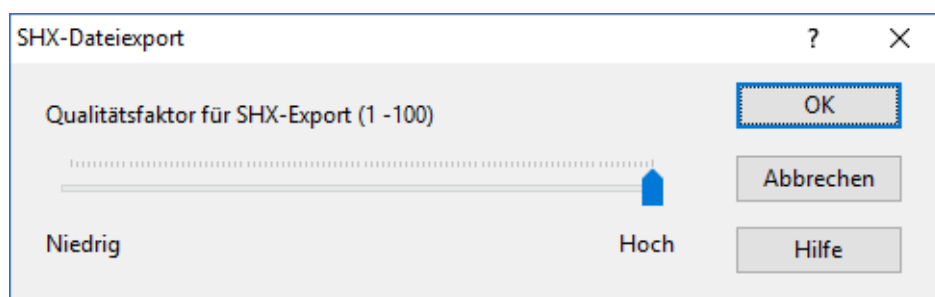 SHX-Dateiexport ?
Qualitätsfaktor für SHX-Export (1 -100)
OK
Abbrechen
Niedrig Hoch
Hilfe